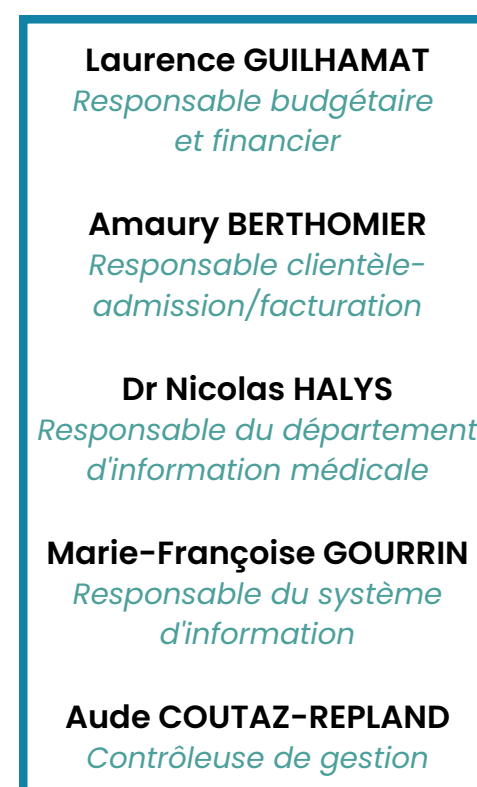 Laurence GUILHAMAT
Responsable budgétaire
et financier
Amaury BERTHOMIER
Responsable clientèle-
admission/facturation
Dr Nicolas HALYS
Responsable du département
d'information médicale
Marie-Françoise GOURRIN
Responsable du système
d'information
Aude COUTAZ-REPLAND
Contrôleuse de gestion